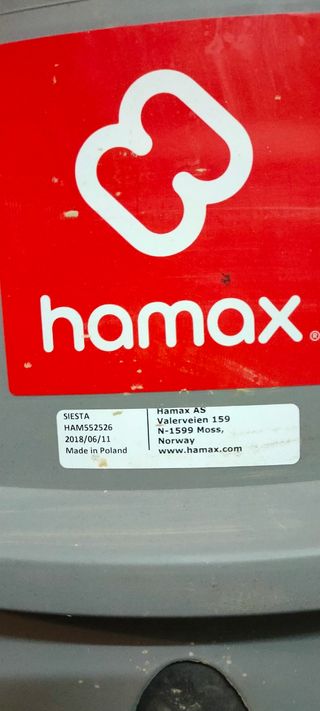 hamax®
SIESTA
HAM552526
2018/06/11
Made in Poland
Hamax AS
Valerveien 159
N-1599 Moss,
Norway
www.hamax.com